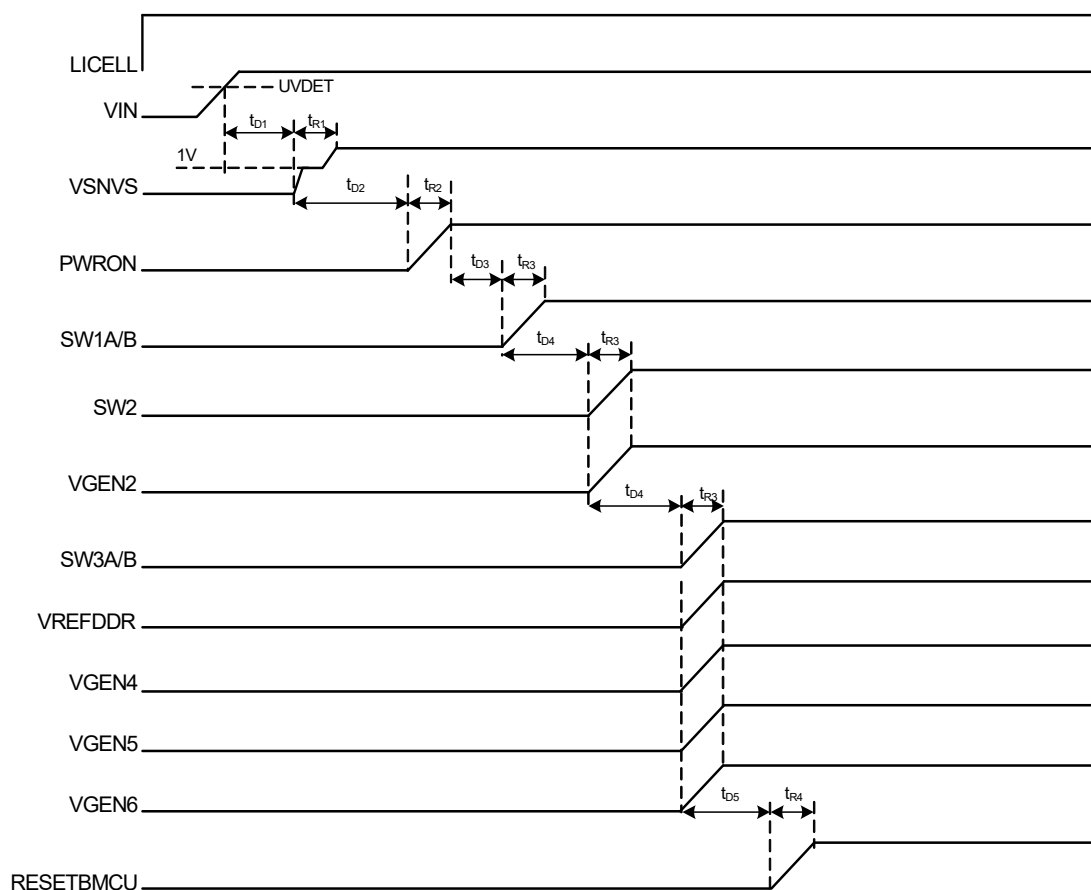 LICELL
UVDET
VIN
tD1 tR1
1V
VSNVS
tD2 tR2
PWRON
tD3 tR3
SW1A/B
tD4 tR3
SW2
VGEN2
tD4 tR3
SW3A/B
VREFDDR
VGEN4
VGEN5
VGEN6
tD5 tR4
RESETBMCU